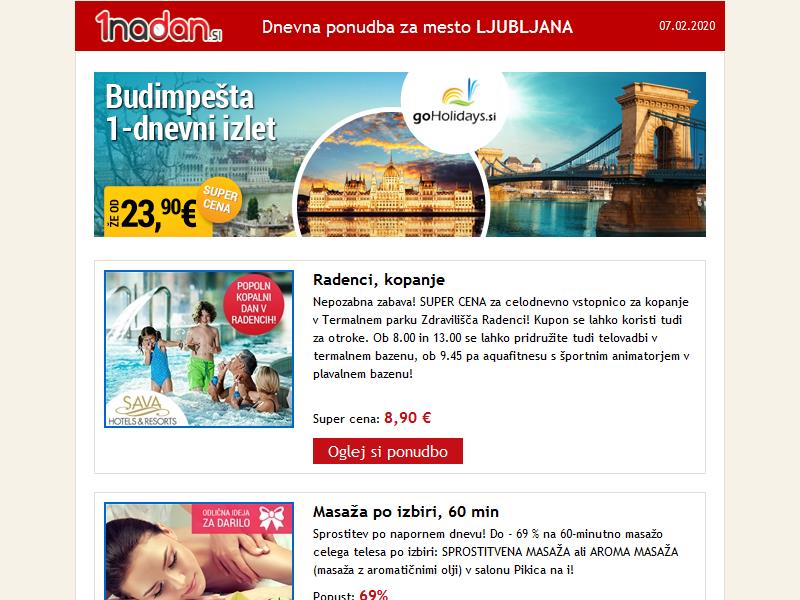 1nadan.si
Dnevna ponudba za mesto LJUBLJANA
07.02.2020
Budimpešta
1-dnevni izlet
goHolidays.si
ŽE OD
23,90€
SUPER
CENA
POPOLN
KOPALNI
DAN V
RADENCIH!
SAVA
HOTELS & RESORTS
Radenci, kopanje
Nepozabna zabava! SUPER CENA za celodnevno vstopnico za kopanje
v Termalnem parku Zdravilišča Radenci! Kupon se lahko koristi tudi
za otroke. Ob 8.00 in 13.00 se lahko pridružite tudi telovadbi v
termalnem bazenu, ob 9.45 pa aquafitnesu s športnim animatorjem v
plavalnem bazenu!
Super cena: 8,90 €
Oglej si ponudbo
ODLIČNA IDEJA
ZA DARILO
Masaža po izbiri, 60 min
Sprostitev po napornem dnevu! Do - 69 % na 60-minutno masažo
celega telesa po izbiri: SPROSTITVENA MASAŽA ali AROMA MASAŽA
(masaža z aromatičnimi olji) v salonu Pikica na i!
Popust: 69%